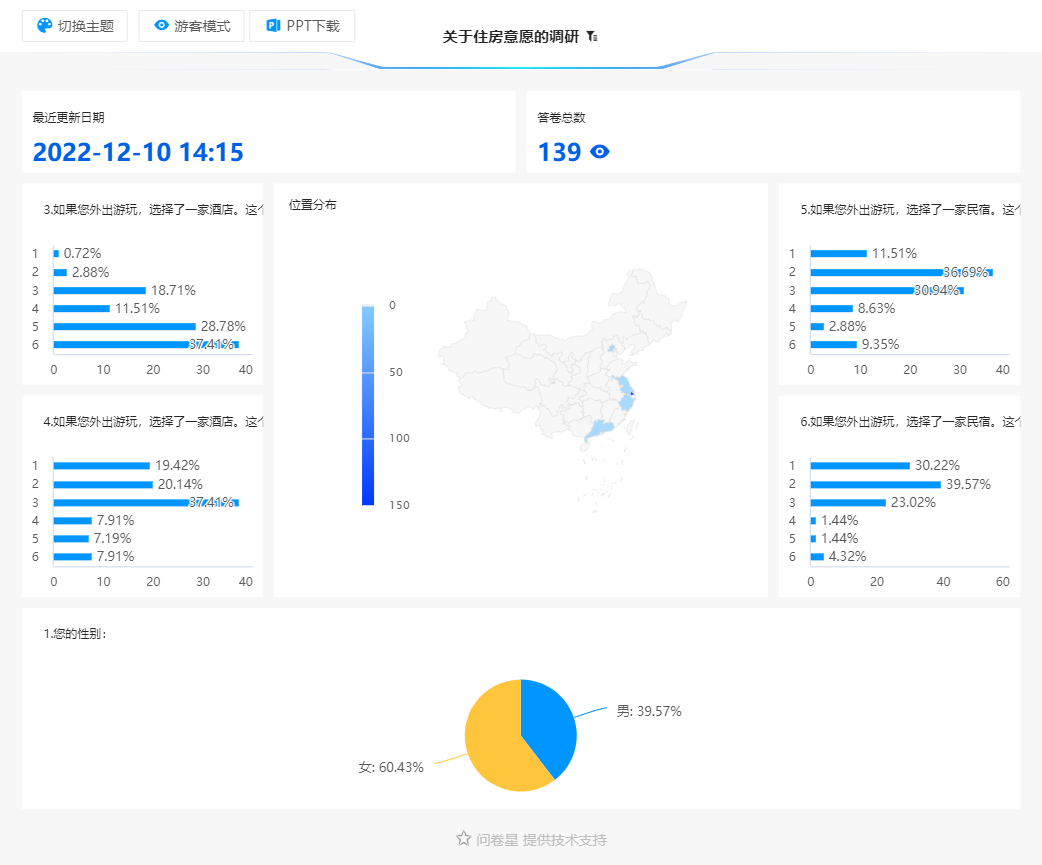 切换主题
游客模式
PPT下载
关于住房意愿的调研
最近更新日期
2022-12-10 14:15
答卷总数
139
3.如果您外出游玩，选择了一家酒店。这个
1 0.72%
2 2.88%
3 18.71%
4 11.51%
5 28.78%
6 37.41%
0 10 20 30 40
4.如果您外出游玩，选择了一家酒店。这个
1 19.42%
2 20.14%
3 37.41%
4 7.91%
5 7.19%
6 7.91%
0 10 20 30 40
位置分布
0
50
100
150
5.如果您外出游玩，选择了一家民宿。这个
1 11.51%
2 36.69%
3 30.94%
4 8.63%
5 2.88%
6 9.35%
0 10 20 30 40
6.如果您外出游玩，选择了一家民宿。这个
1 30.22%
2 39.57%
3 23.02%
4 1.44%
5 1.44%
6 4.32%
0 20 40 60
1.您的性别：
男: 39.57%
女: 60.43%
问卷星 提供技术支持